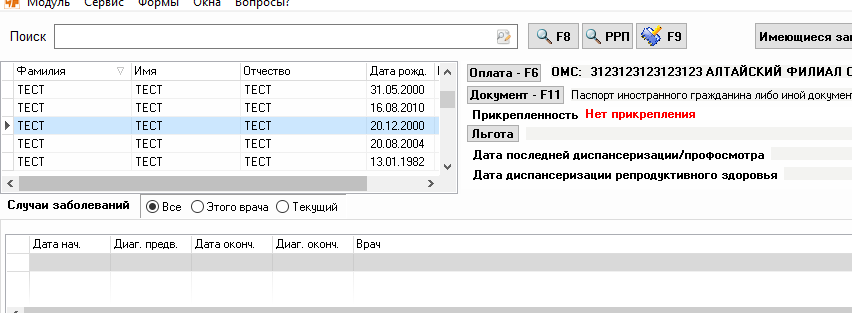 Модуль Сервис Формы Окна Вопросы?
Поиск F8 РРП F9 Имеющиеся
Фамилия Имя Отчество Дата рожд.
ТЕСТ ТЕСТ ТЕСТ 31.05.2000
ТЕСТ ТЕСТ ТЕСТ 16.08.2010
ТЕСТ ТЕСТ ТЕСТ 20.12.2000
ТЕСТ ТЕСТ ТЕСТ 20.08.2004
ТЕСТ ТЕСТ ТЕСТ 13.01.1982
Оплата - F6 ОМС: 3123123123123123 АЛТАЙСКИЙ ФИЛИАЛ
Документ - F11 Паспорт иностранного гражданина либо иной докумен
Прикрепленность Нет прикрепления
Льгота
Дата последней диспансеризации/профосмотра
Дата диспансеризации репродуктивного здоровья
Случаи заболеваний Все Этого врача Текущий
Дата нач. Диаг. предв. Дата оконч. Диаг. оконч. Врач